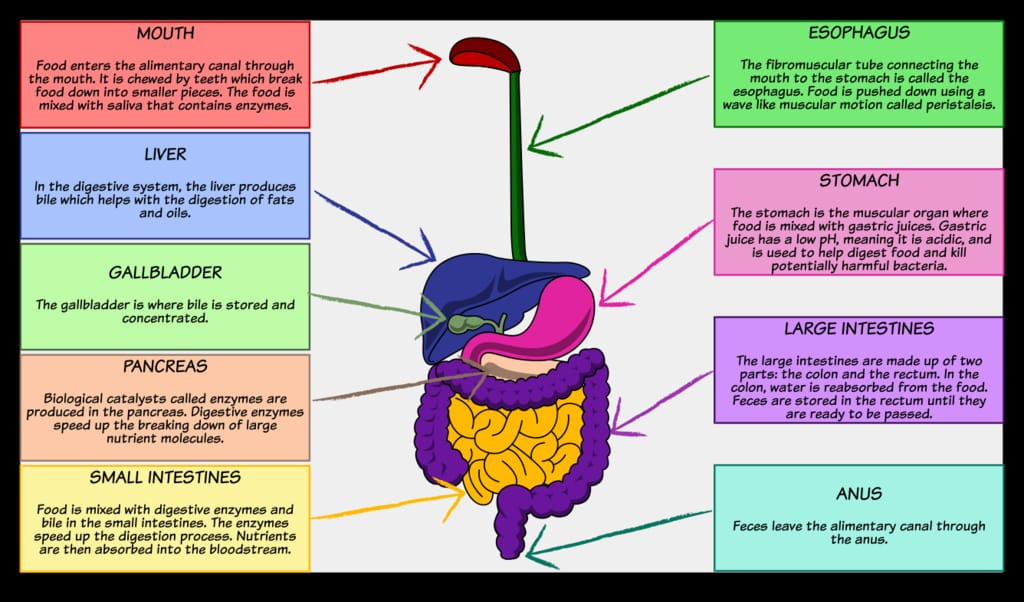 MOUTH
Food enters the alimentary canal through
the mouth. It is chewed by teeth which break
food down into smaller pieces. The food is
mixed with saliva that contains enzymes.
LIVER
In the digestive system, the liver produces
bile which helps with the digestion of fats
and oils.
GALLBLADDER
The gallbladder is where bile is stored and
concentrated.
PANCREAS
Biological catalysts called enzymes are
produced in the pancreas. Digestive enzymes
speed up the breaking down of large
nutrient molecules.
SMALL INTESTINES
Food is mixed with digestive enzymes and
bile in the small intestines. The enzymes
speed up the digestion process. Nutrients
are then absorbed into the bloodstream.
ESOPHAGUS
The fibromuscular tube connecting the
mouth to the stomach is called the
esophagus. Food is pushed down using a
wave like muscular motion called peristalsis.
STOMACH
The stomach is the muscular organ where
food is mixed with gastric juices. Gastric
juice has a low pH, meaning it is acidic, and
is used to help digest food and kill
potentially harmful bacteria.
LARGE INTESTINES
The large intestines are made up of two
parts: the colon and the rectum. In the
colon, water is reabsorbed from the food.
Feces are stored in the rectum until they
are ready to be passed.
ANUS
Feces leave the alimentary canal through
the anus.